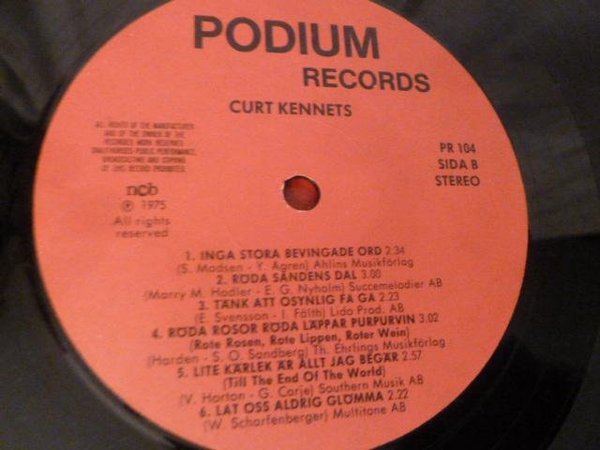 PODIUM
RECORDS
CURT KENNETS
ALL RIGHTS OF THE MANUFACTURER
AND OF THE OWNER OF THE
RECORDED WORK RESERVED
UNAUTHORISED PUBLIC PERFORMANCE,
BROADCASTING AND COPYING
OF THIS RECORD PROHIBITED.
PR 104
SIDA B
STEREO
ncb
℗ 1975
All rights
reserved
1. INGA STORA BEVINGADE ORD 2.34
(S. Madsen - Y. Ågren) Ahlins Musikförlag
2. RÖDA SANDENS DAL 3.00
(Marry M. Hadler - E. G. Nyholm) Succemelodier AB
3. TÄNK ATT OSYNLIG FÅ GÅ 2.23
(E. Svensson - I. Fälth) Lido Prod. AB
4. RÖDA ROSOR RÖDA LÄPPAR PURPURVIN 3.02
(Rote Rosen, Rote Lippen, Roter Wein)
(Harden - S. O. Sandberg) Th. Ehrlings Musikförlag
5. LITE KÄRLEK ÄR ALLT JAG BEGÄR 2.57
(Till The End Of The World)
(V. Horton - G. Carje) Southern Musik AB
6. LÅT OSS ALDRIG GLÖMMA 2.22
(W. Scharfenberger) Multitone AB